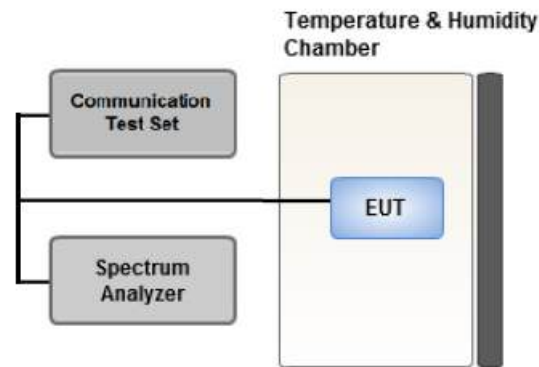 Temperature & Humidity
Chamber
Communication
Test Set
EUT
Spectrum
Analyzer